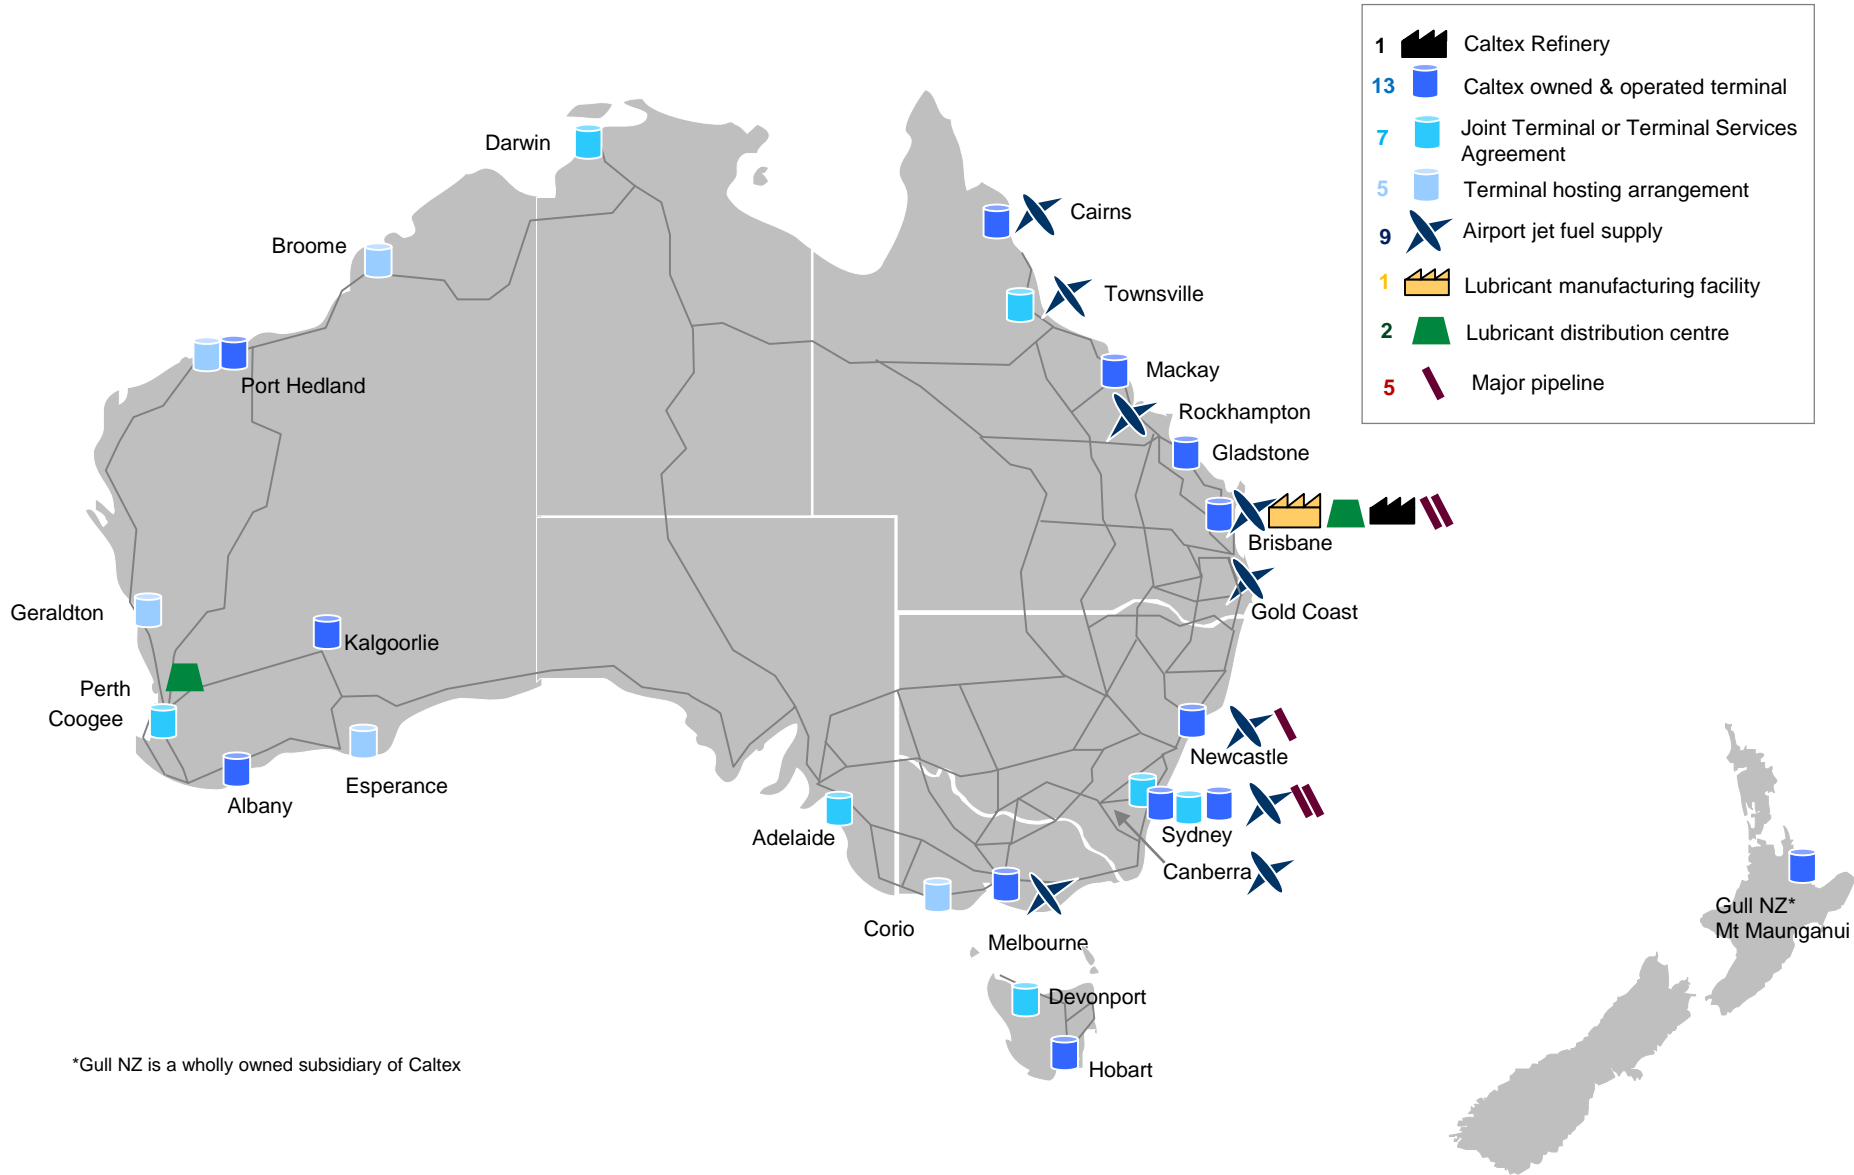 1 Caltex Refinery
13 Caltex owned & operated terminal
7 Joint Terminal or Terminal Services
Agreement
5 Terminal hosting arrangement
9 Airport jet fuel supply
1 Lubricant manufacturing facility
2 Lubricant distribution centre
5 Major pipeline
Darwin
Cairns
Broome
Townsville
Mackay
Port Hedland
Rockhampton
Gladstone
Brisbane
Gold Coast
Geraldton
Kalgoorlie
Perth
Coogee
Newcastle
Esperance
Albany
Adelaide
Sydney
Canberra
Corio
Melbourne
Gull NZ*
Mt Maunganui
Devonport
Hobart
*Gull NZ is a wholly owned subsidiary of Caltex